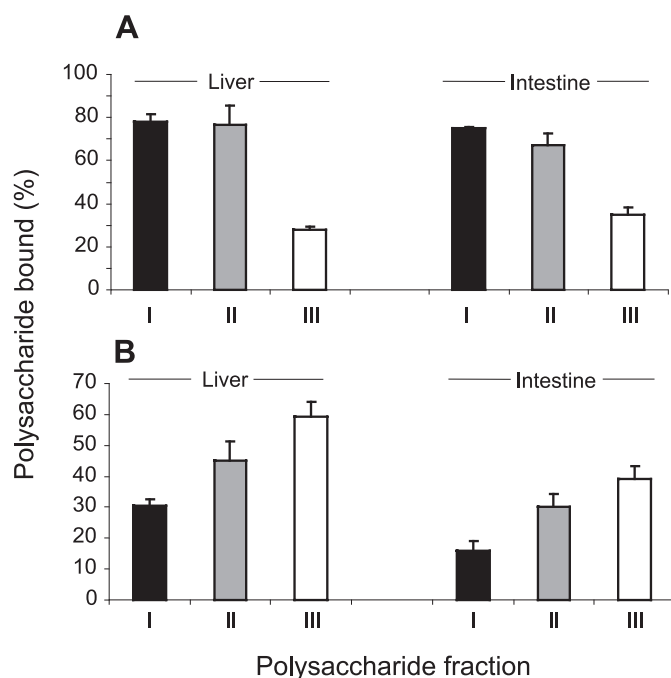 A
Liver Intestine
100
80
60
40
20
0
I II III I II III
B
Liver Intestine
70
60
50
40
30
20
10
0
I II III I II III
Polysaccharide bound (%)
Polysaccharide fraction